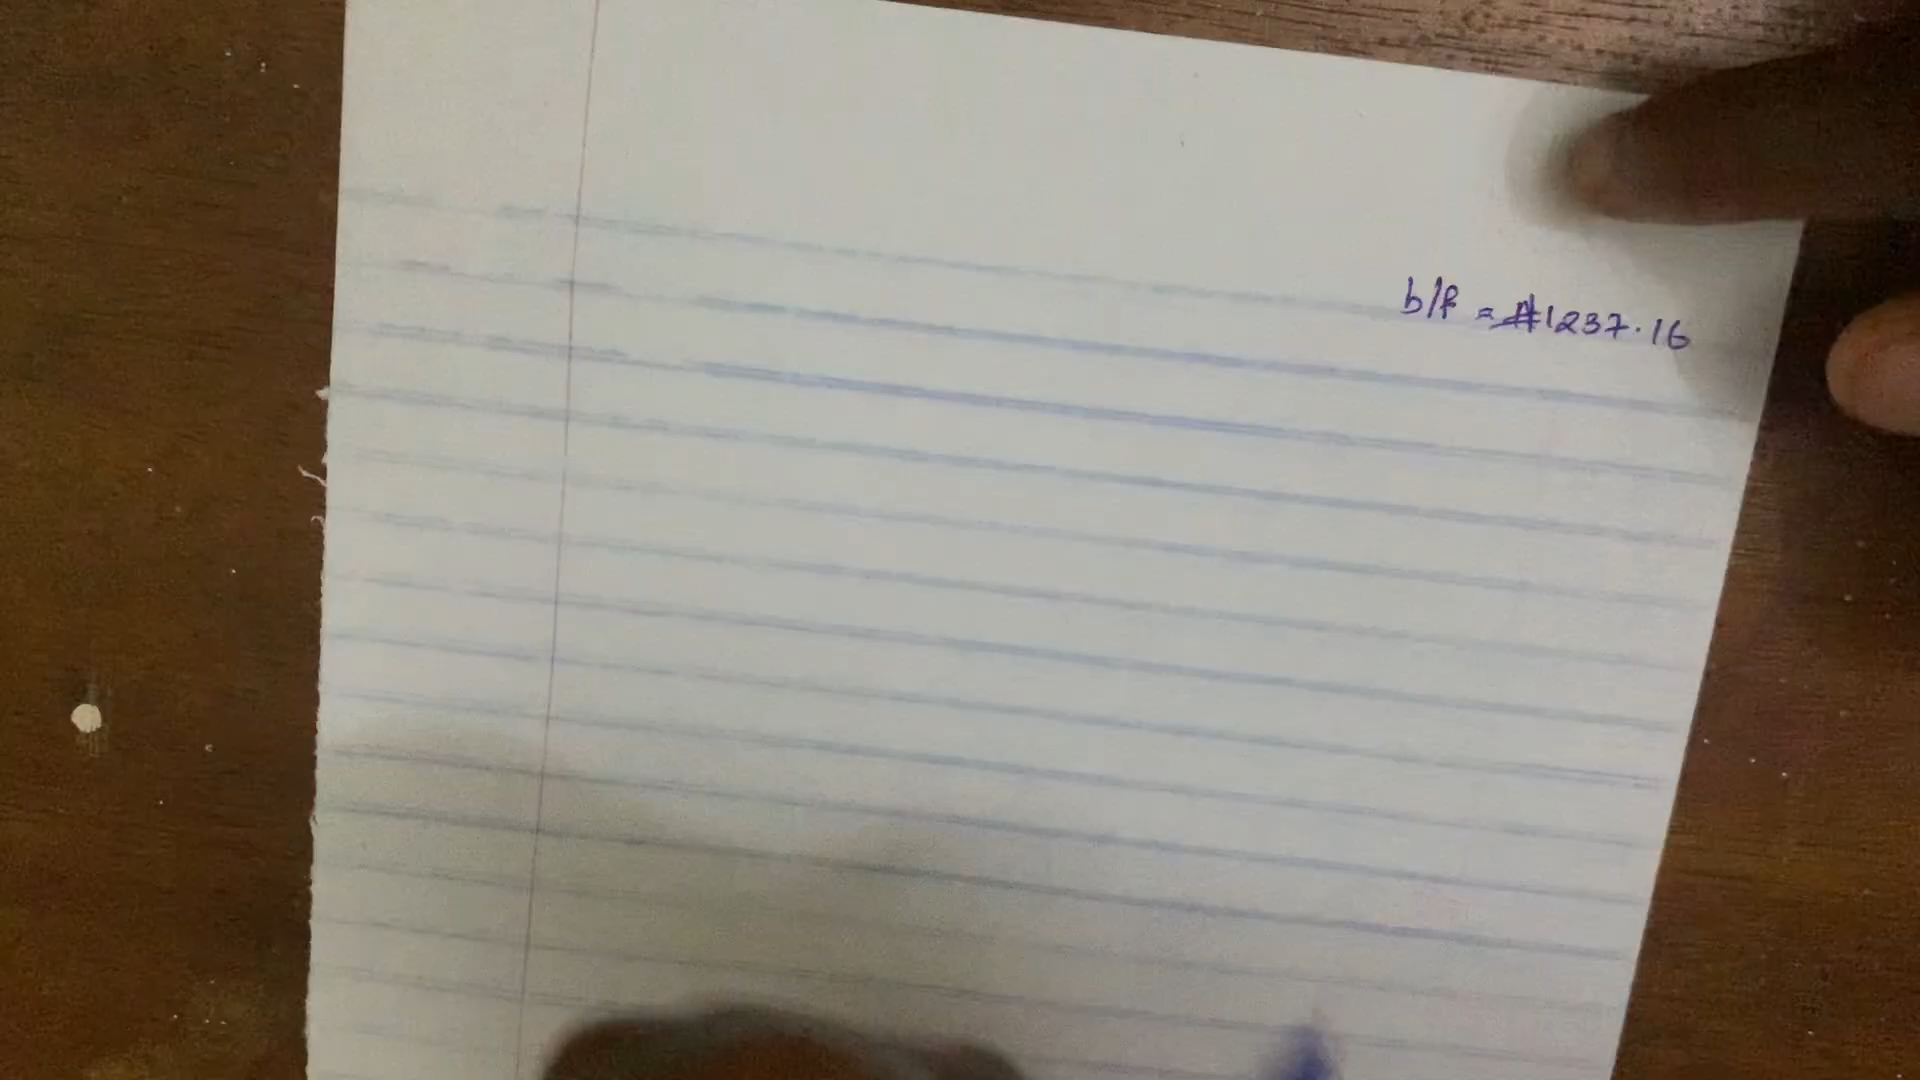 b/f = ₦1237.16